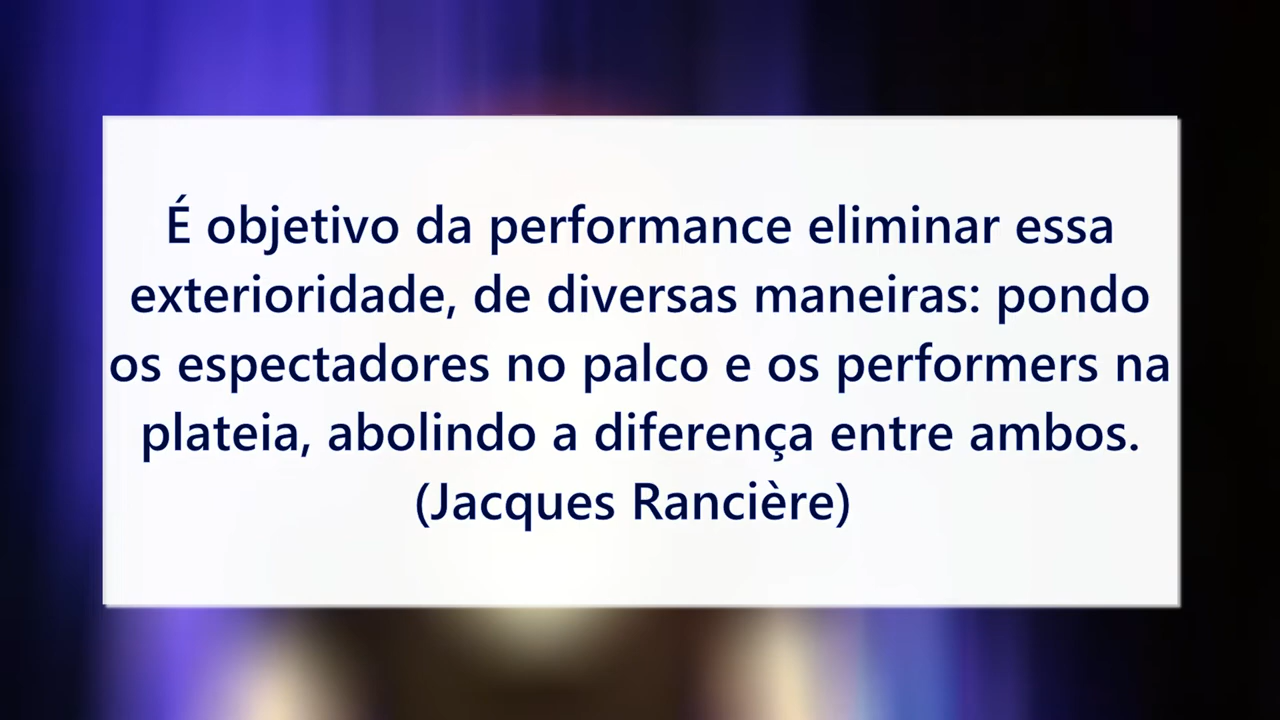 É objetivo da performance eliminar essa
exterioridade, de diversas maneiras: pondo
os espectadores no palco e os performers na
plateia, abolindo a diferença entre ambos.
(Jacques Rancière)